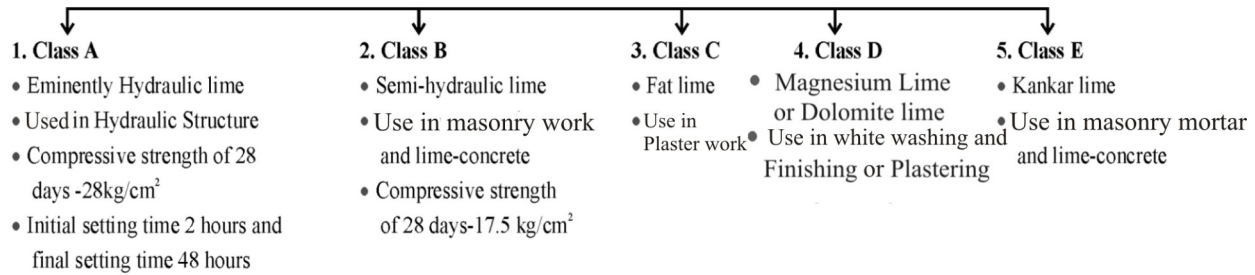 1. Class A
• Eminently Hydraulic lime
• Used in Hydraulic Structure
• Compressive strength of 28
days -28kg/cm²
• Initial setting time 2 hours and
final setting time 48 hours
2. Class B
• Semi-hydraulic lime
• Use in masonry work
and lime-concrete
• Compressive strength
of 28 days-17.5 kg/cm²
3. Class C
• Fat lime
• Use in
Plaster work
4. Class D
• Magnesium Lime
or Dolomite lime
• Use in white washing and
Finishing or Plastering
5. Class E
• Kankar lime
• Use in masonry mortar
and lime-concrete